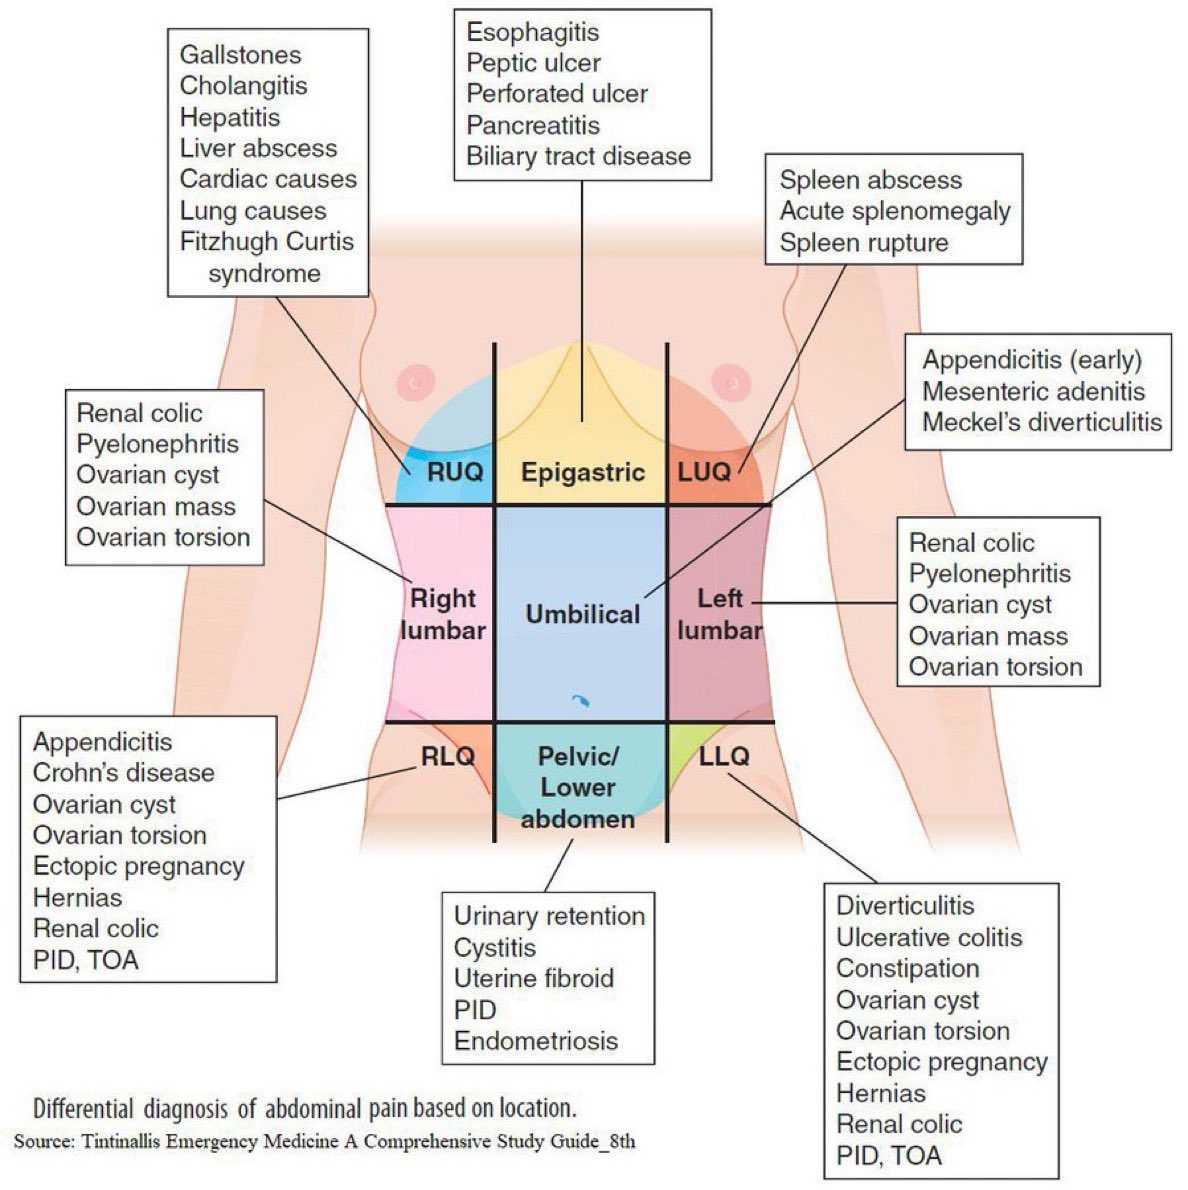 Gallstones
Cholangitis
Hepatitis
Liver abscess
Cardiac causes
Lung causes
Fitzhugh Curtis
syndrome
Esophagitis
Peptic ulcer
Perforated ulcer
Pancreatitis
Biliary tract disease
Spleen abscess
Acute splenomegaly
Spleen rupture
Appendicitis (early)
Mesenteric adenitis
Meckel's diverticulitis
Renal colic
Pyelonephritis
Ovarian cyst
Ovarian mass
Ovarian torsion
RUQ
Epigastric
LUQ
Right
lumbar
Umbilical
Left
lumbar
Renal colic
Pyelonephritis
Ovarian cyst
Ovarian mass
Ovarian torsion
RLQ
Pelvic/
Lower
abdomen
LLQ
Appendicitis
Crohn's disease
Ovarian cyst
Ovarian torsion
Ectopic pregnancy
Hernias
Renal colic
PID, TOA
Urinary retention
Cystitis
Uterine fibroid
PID
Endometriosis
Diverticulitis
Ulcerative colitis
Constipation
Ovarian cyst
Ovarian torsion
Ectopic pregnancy
Hernias
Renal colic
PID, TOA
Differential diagnosis of abdominal pain based on location.
Source: Tintinallis Emergency Medicine A Comprehensive Study Guide_8th